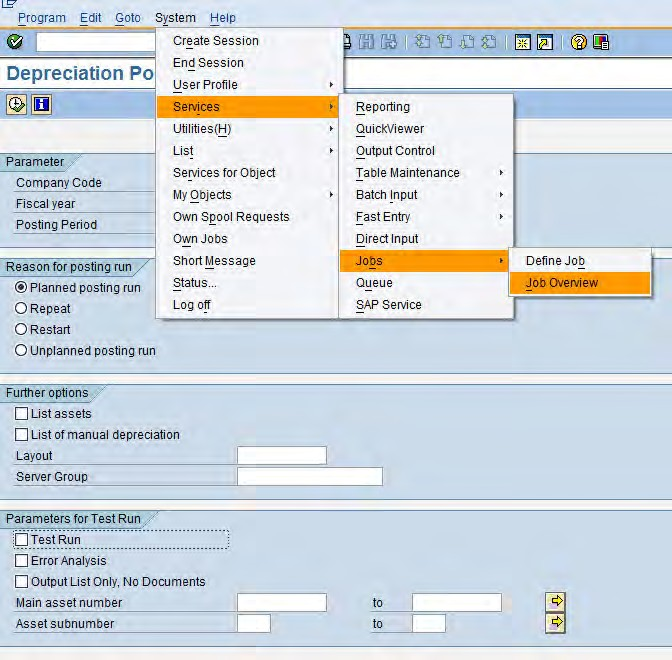 Program Edit Goto System Help
Create Session
End Session
User Profile
Services
Utilities(H)
List
Services for Object
My Objects
Own Spool Requests
Own Jobs
Short Message
Status...
Log off
Reporting
QuickViewer
Output Control
Table Maintenance
Batch Input
Fast Entry
Direct Input
Jobs
Queue
SAP Service
Define Job
Job Overview
Depreciation Po
Parameter
Company Code
Fiscal year
Posting Period
Reason for posting run
Planned posting run
Repeat
Restart
Unplanned posting run
Further options
List assets
List of manual depreciation
Layout
Server Group
Parameters for Test Run
Test Run
Error Analysis
Output List Only, No Documents
Main asset number to
Asset subnumber to